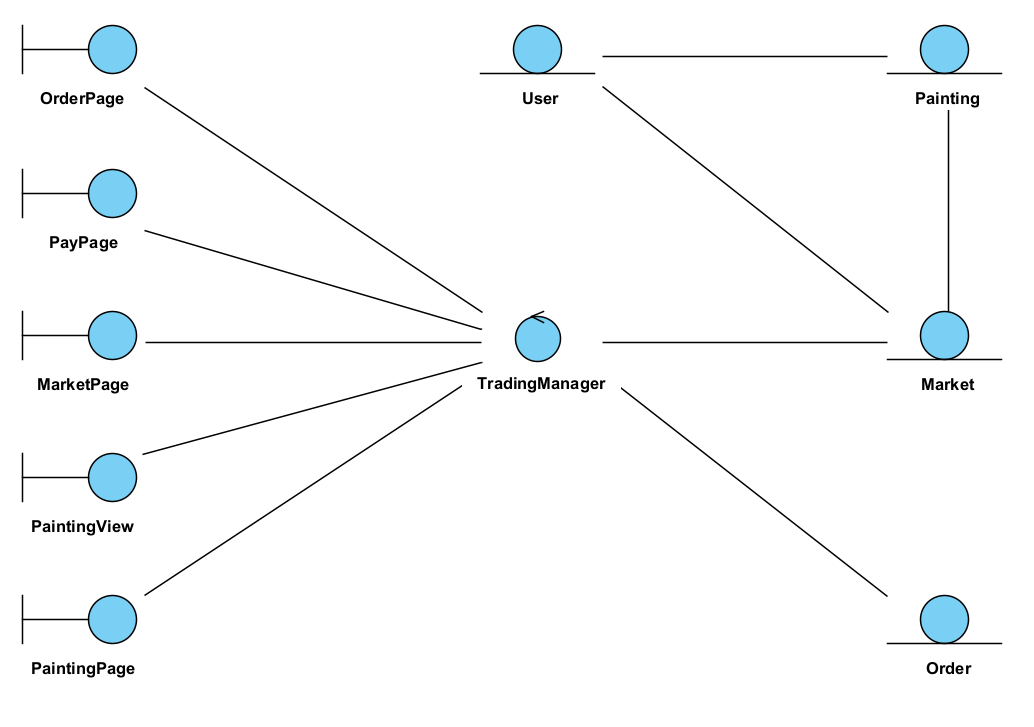 OrderPage
User
Painting
PayPage
MarketPage
TradingManager
Market
PaintingView
PaintingPage
Order